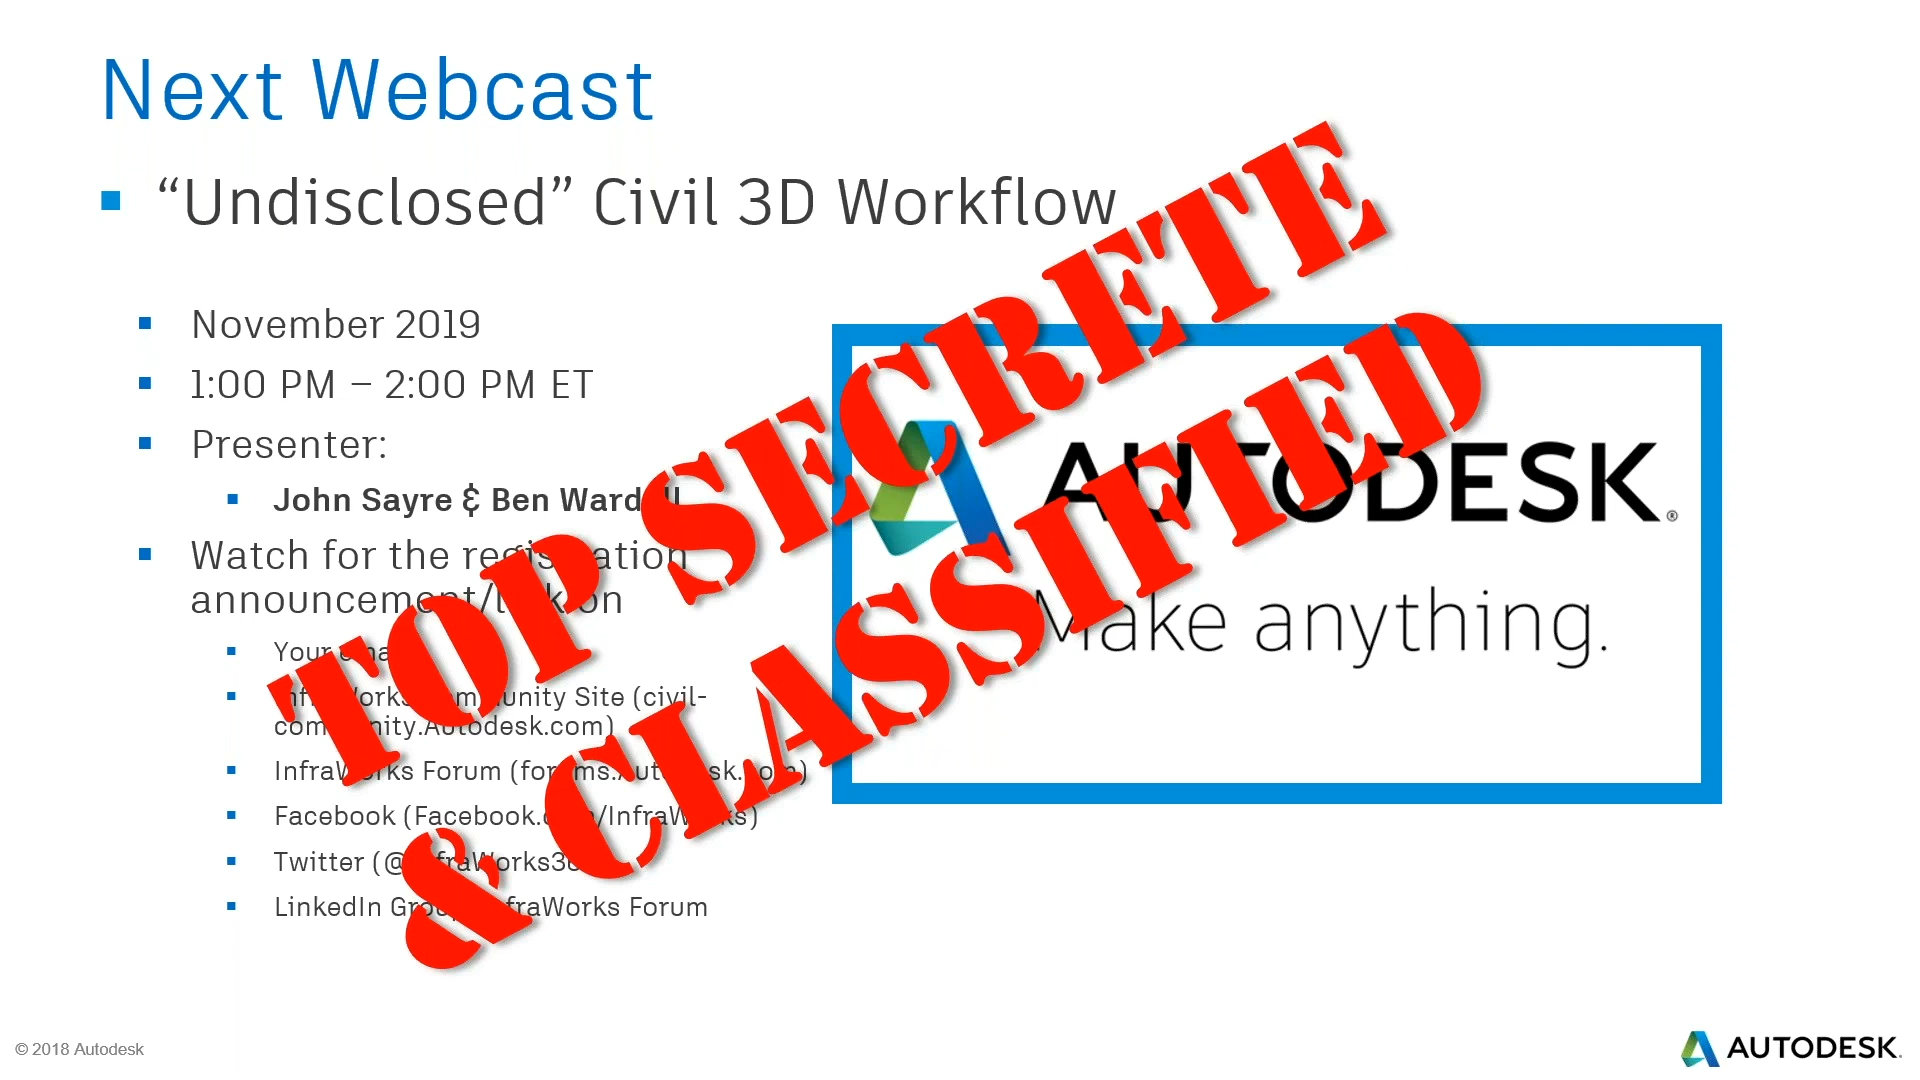 Next Webcast
“Undisclosed” Civil 3D Workflow
November 2019
1:00 PM – 2:00 PM ET
Presenter:
John Sayre & Ben
Watch for the registration
announcement/link on
Your
InfraWorks Community Site (civil-
community.Autodesk.com)
InfraWorks Forum (forums.Autodesk.com)
Facebook (Facebook.com/InfraWorks)
Twitter
LinkedIn Group InfraWorks Forum
TOP SECRETE
& CLASSIFIED
AUTODESK®
Make anything.
© 2018 Autodesk
AUTODESK.